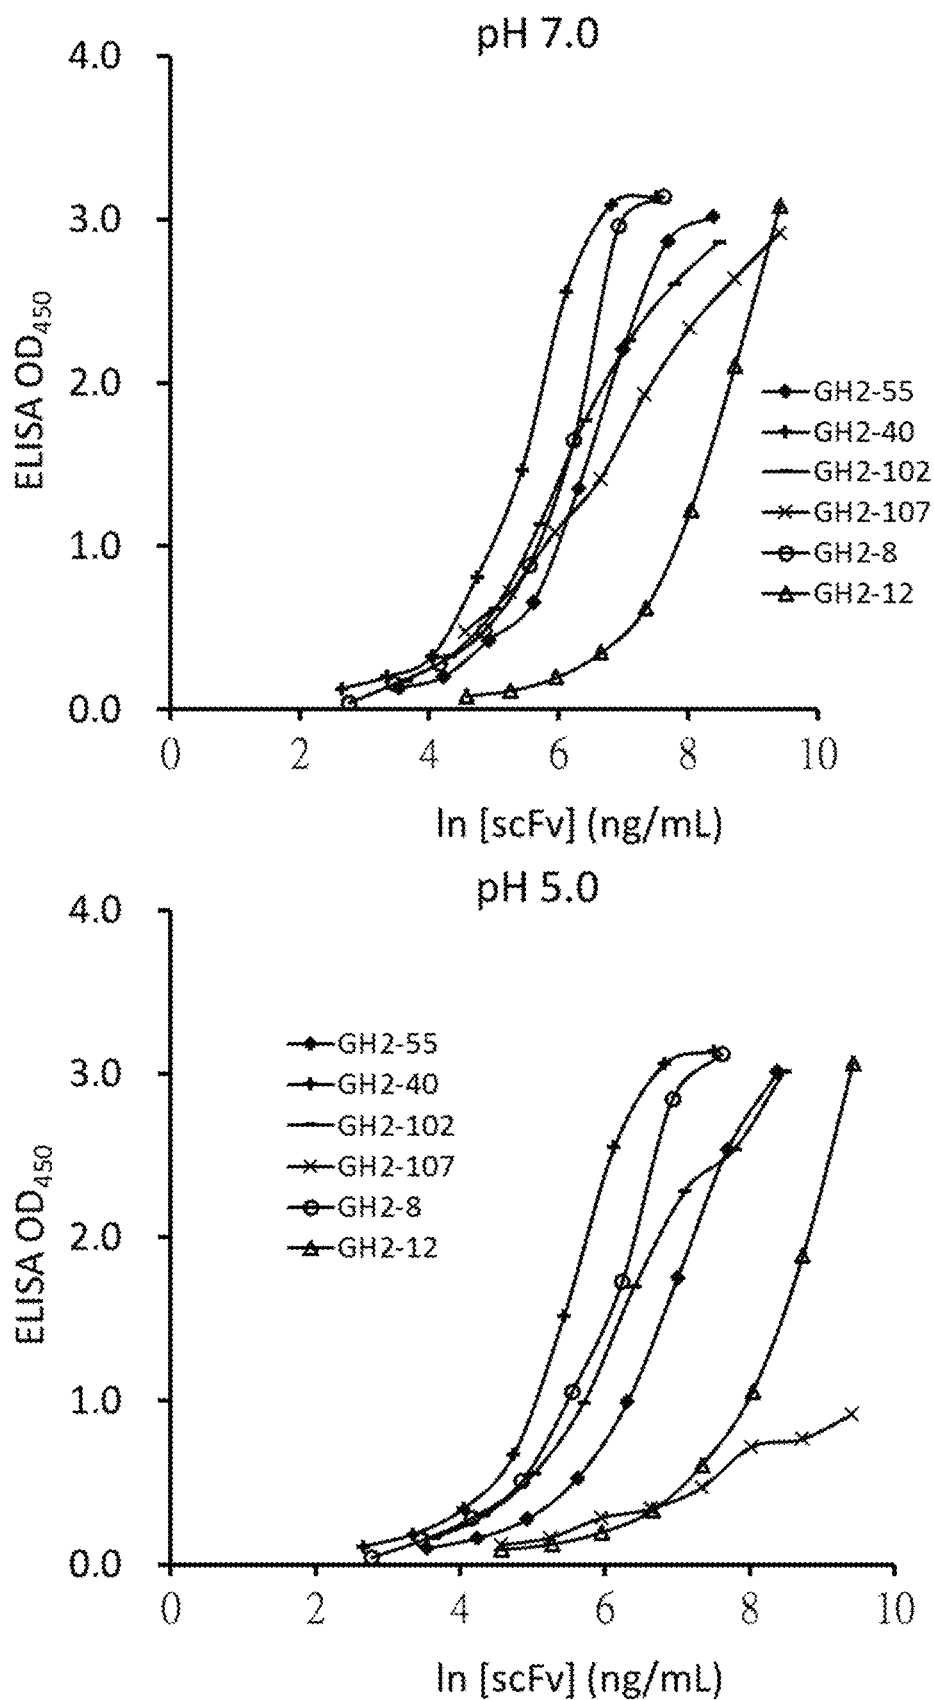 pH 7.0
4.0
3.0
2.0
1.0
0.0
ELISA OD450
0 2 4 6 8 10
ln [scFv] (ng/mL)
GH2-55
GH2-40
GH2-102
GH2-107
GH2-8
GH2-12
pH 5.0
4.0
3.0
2.0
1.0
0.0
ELISA OD450
GH2-55
GH2-40
GH2-102
GH2-107
GH2-8
GH2-12
0 2 4 6 8 10
ln [scFv] (ng/mL)